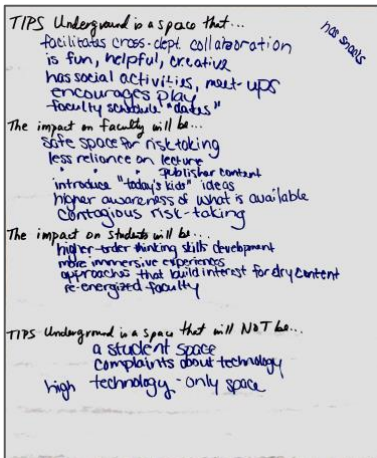 TIPS Underground is a space that...
has snacks
facilitates cross-dept. collaboration
is fun, helpful, creative
has social activities, meet-ups
encourages play
faculty schedule "dates"
The impact on faculty will be...
safe space for risktaking
less reliance on lecture
" " " publisher content
introduce "today's kids" ideas
higher awareness of what is available
contagious risk-taking
The impact on students will be...
higher-order thinking skills development
more immersive experiences
approaches that build interest for dry content
re-energized faculty
TIPS Underground is a space that will NOT be...
a student space
complaints about technology
high technology-only space